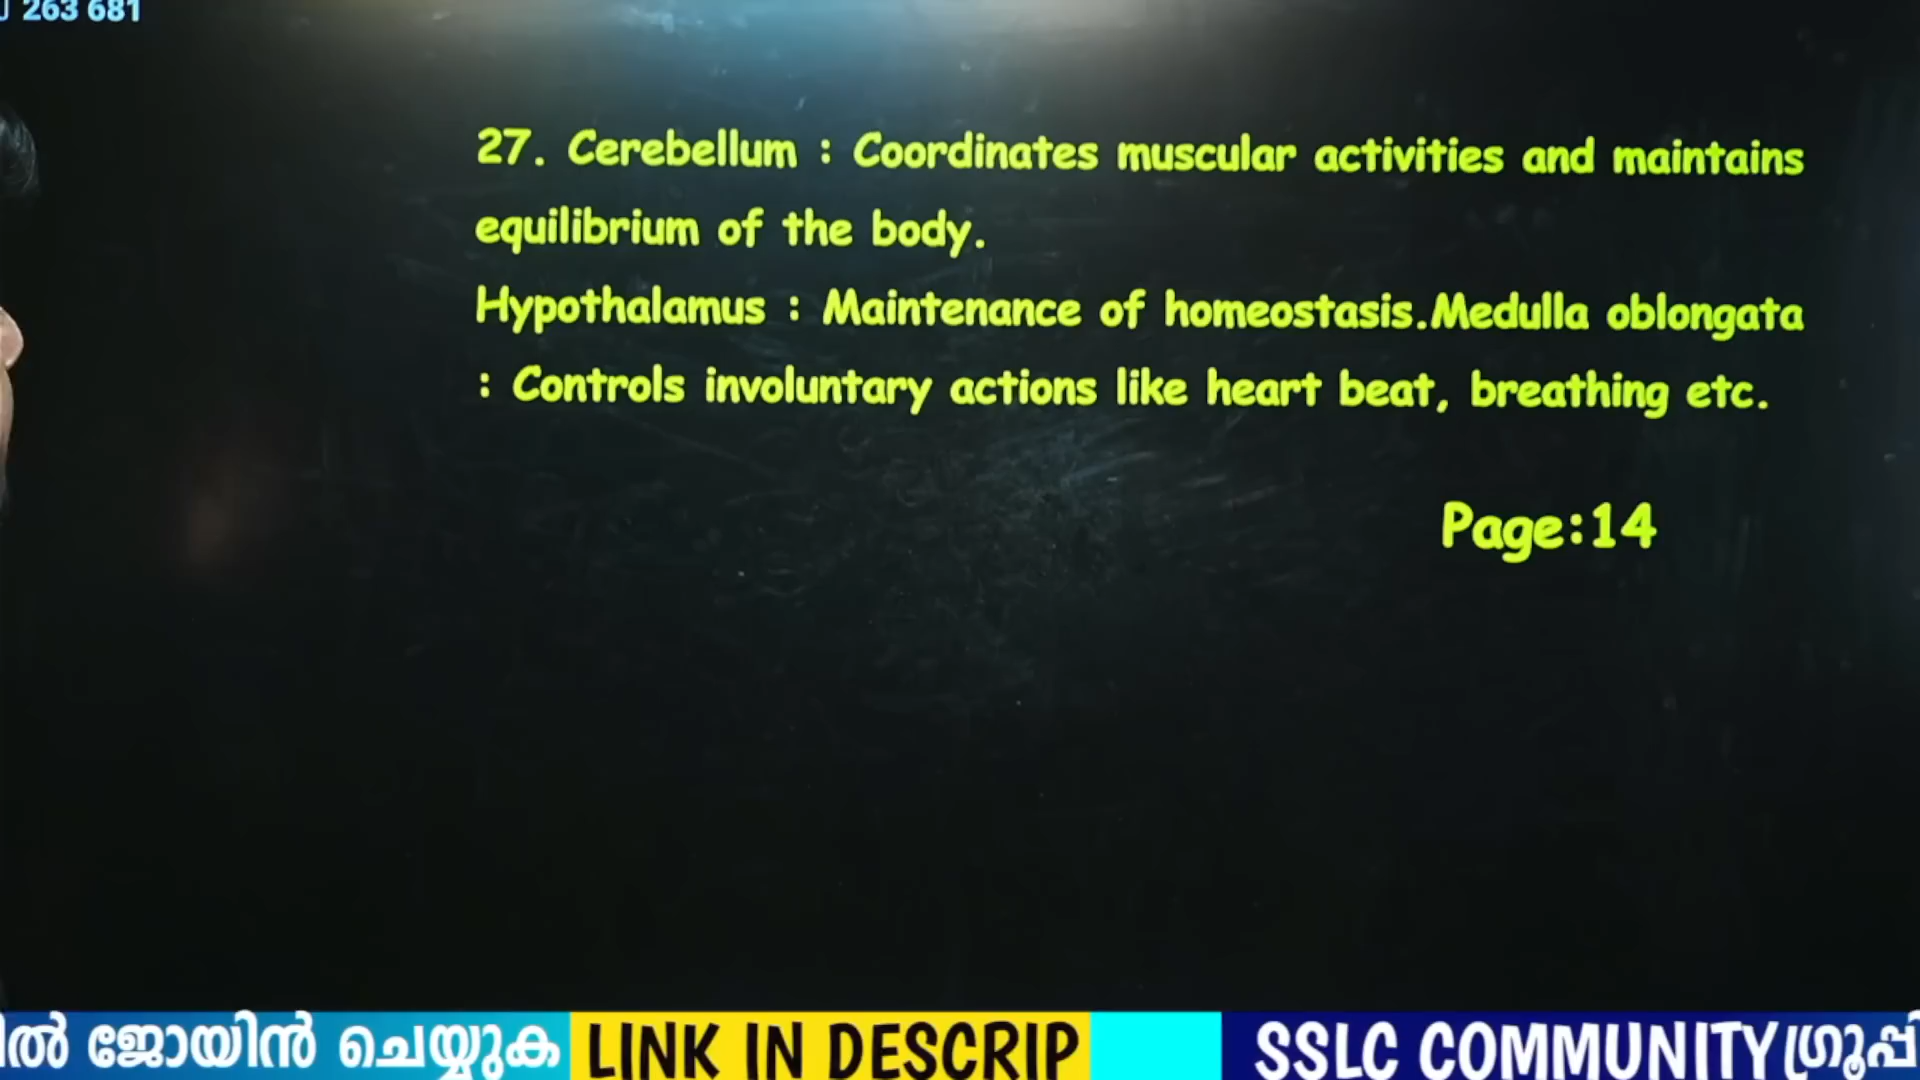 263 681
27. Cerebellum : Coordinates muscular activities and maintains
equilibrium of the body.
Hypothalamus : Maintenance of homeostasis.Medulla oblongata
: Controls involuntary actions like heart beat, breathing etc.
Page:14
ൽ ജോയിൻ ചെയ്യുക LINK IN DESCRIP SSLC COMMUNITY ഗ്രൂപ്പി